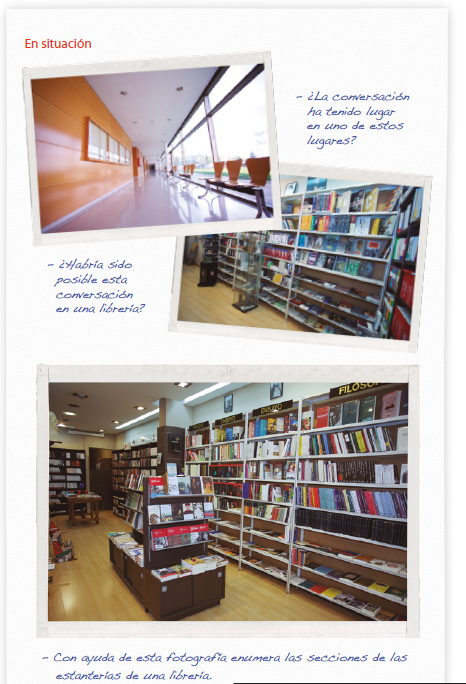 En situación
– ¿La conversación
ha tenido lugar
en uno de estos
lugares?
– ¿Habría sido
posible esta
conversación
en una librería?
ENSAYO
FILOSOF
– Con ayuda de esta fotografía enumera las secciones de las
estanterías de una librería.